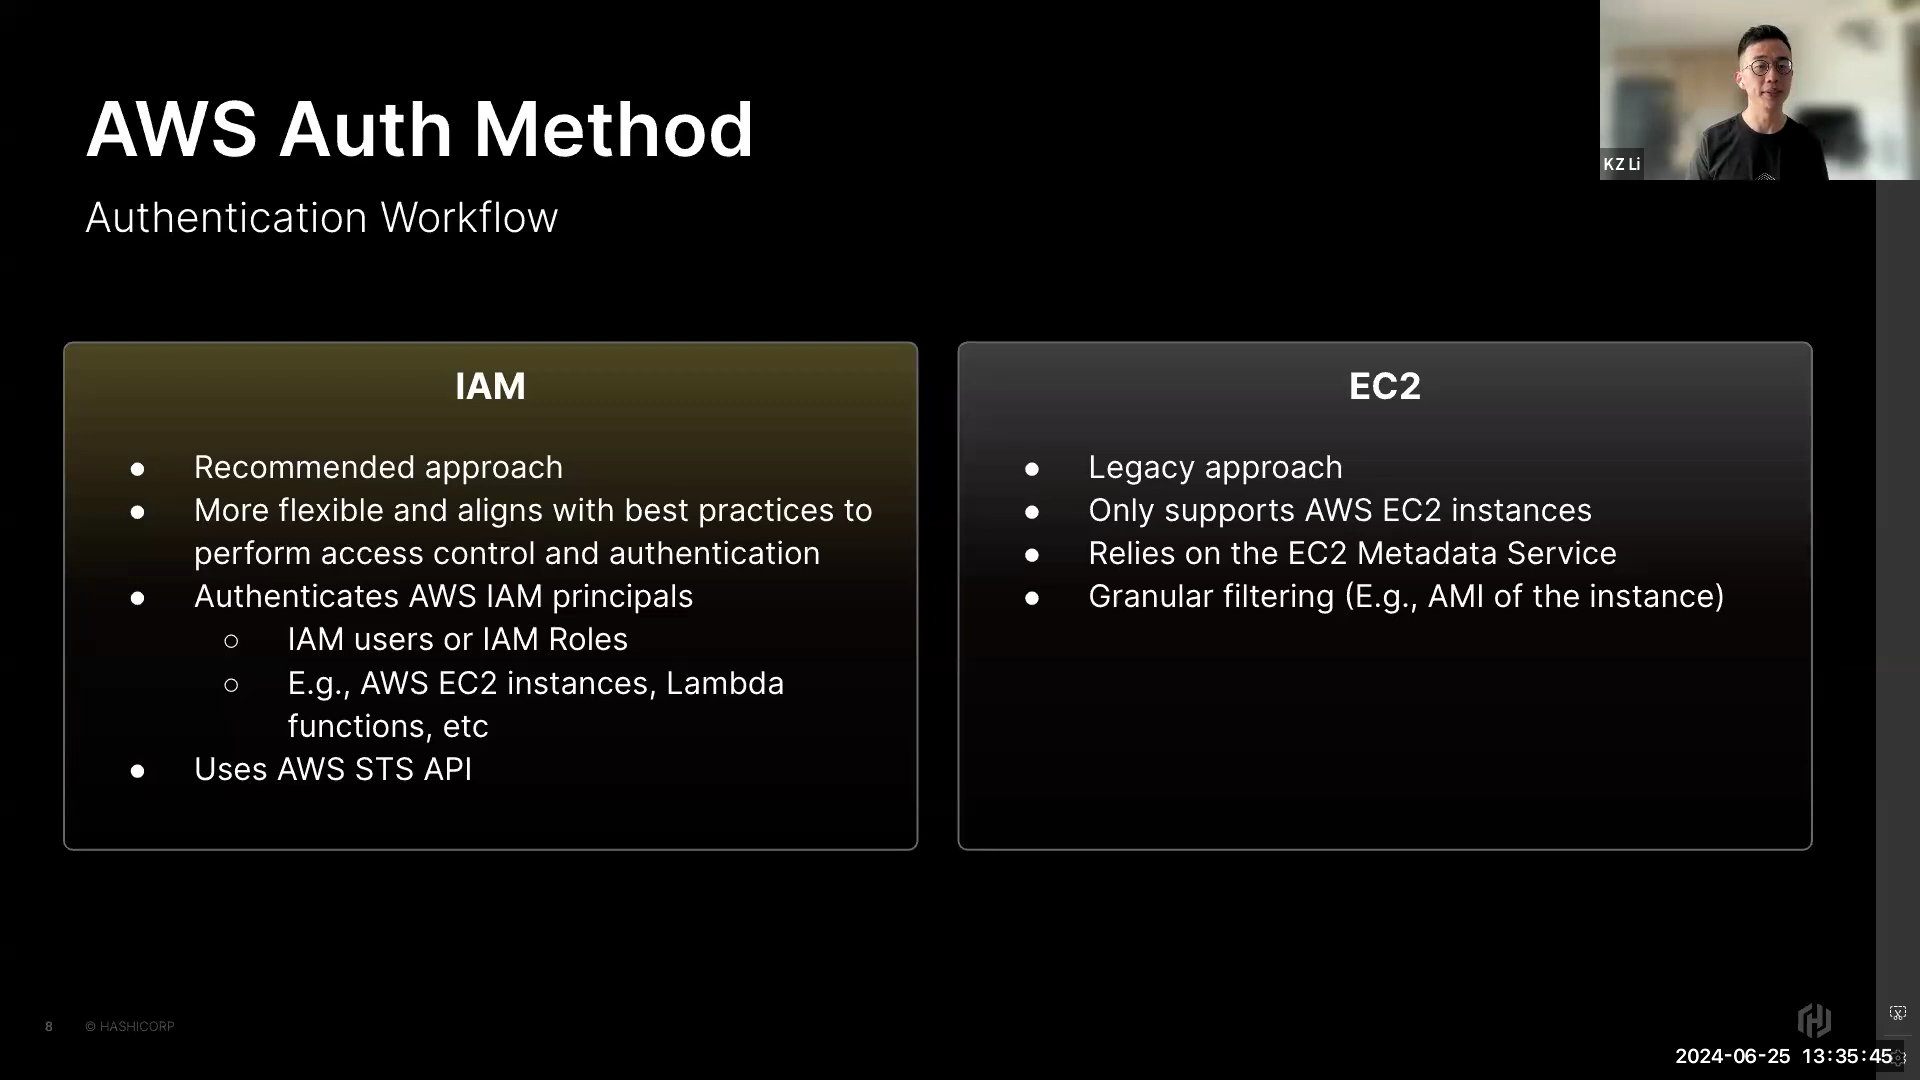 AWS Auth Method
Authentication Workflow
KZ Li
IAM
● Recommended approach
● More flexible and aligns with best practices to
perform access control and authentication
● Authenticates AWS IAM principals
○ IAM users or IAM Roles
○ E.g., AWS EC2 instances, Lambda
functions, etc
● Uses AWS STS API
EC2
● Legacy approach
● Only supports AWS EC2 instances
● Relies on the EC2 Metadata Service
● Granular filtering (E.g., AMI of the instance)
8 © HASHICORP
2024-06-25 13:35:45